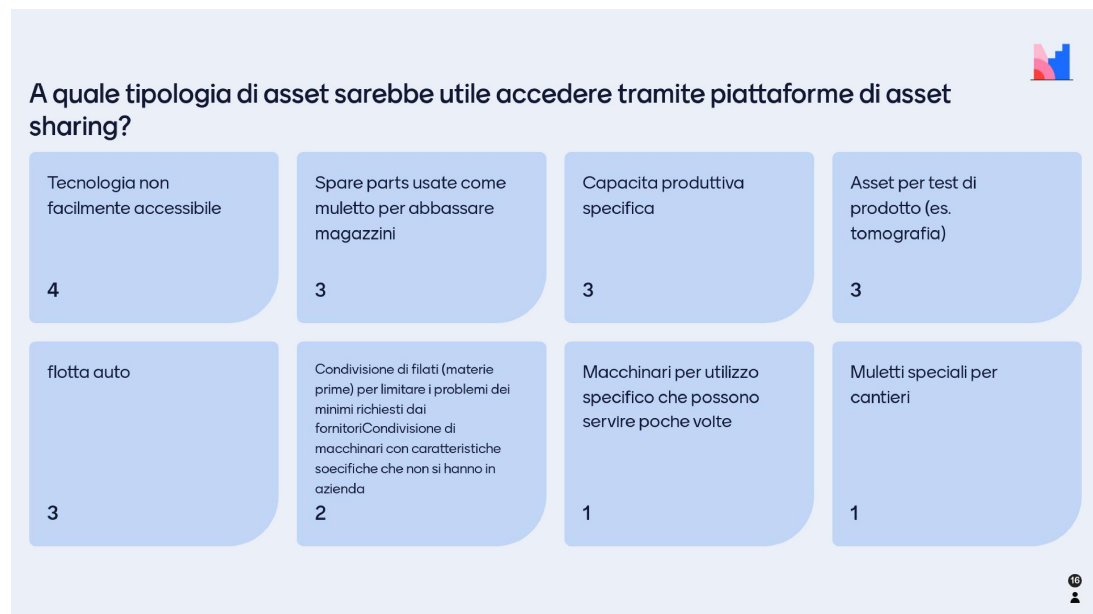 A quale tipologia di asset sarebbe utile accedere tramite piattaforme di asset
sharing?
Tecnologia non
facilmente accessibile
4
Spare parts usate come
muletto per abbassare
magazzini
3
Capacita produttiva
specifica
3
Asset per test di
prodotto (es.
tomografia)
3
flotta auto
3
Condivisione di filati (materie
prime) per limitare i problemi dei
minimi richiesti dai
fornitoriCondivisione di
macchinari con caratteristiche
soecifiche che non si hanno in
azienda
2
Macchinari per utilizzo
specifico che possono
servire poche volte
1
Muletti speciali per
cantieri
1
16